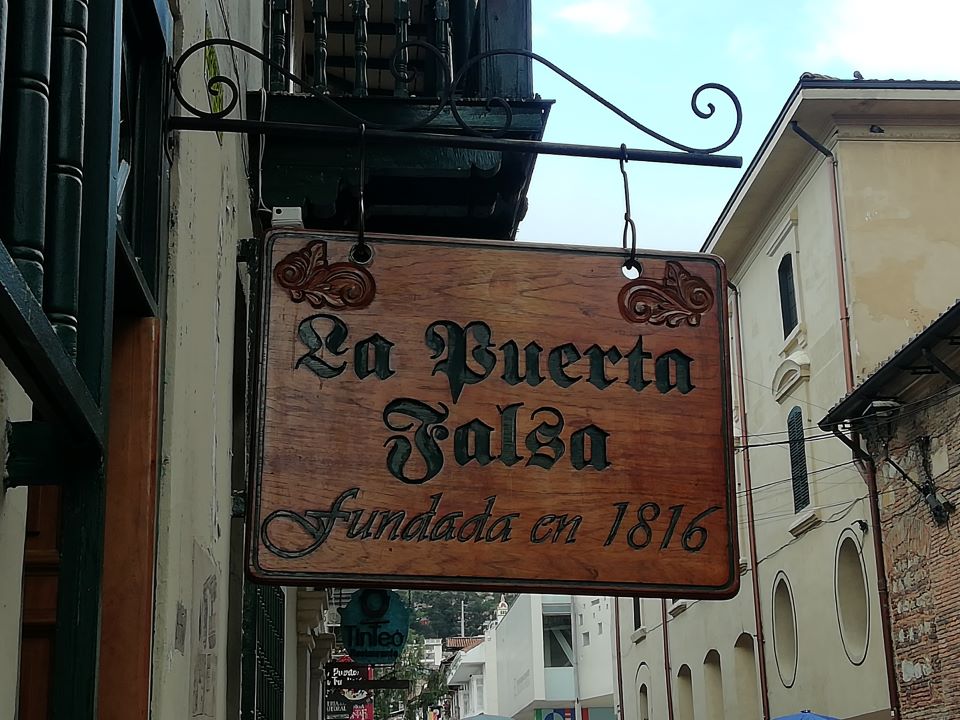 La Puerta
Falsa
fundada en 1816
Tinteo